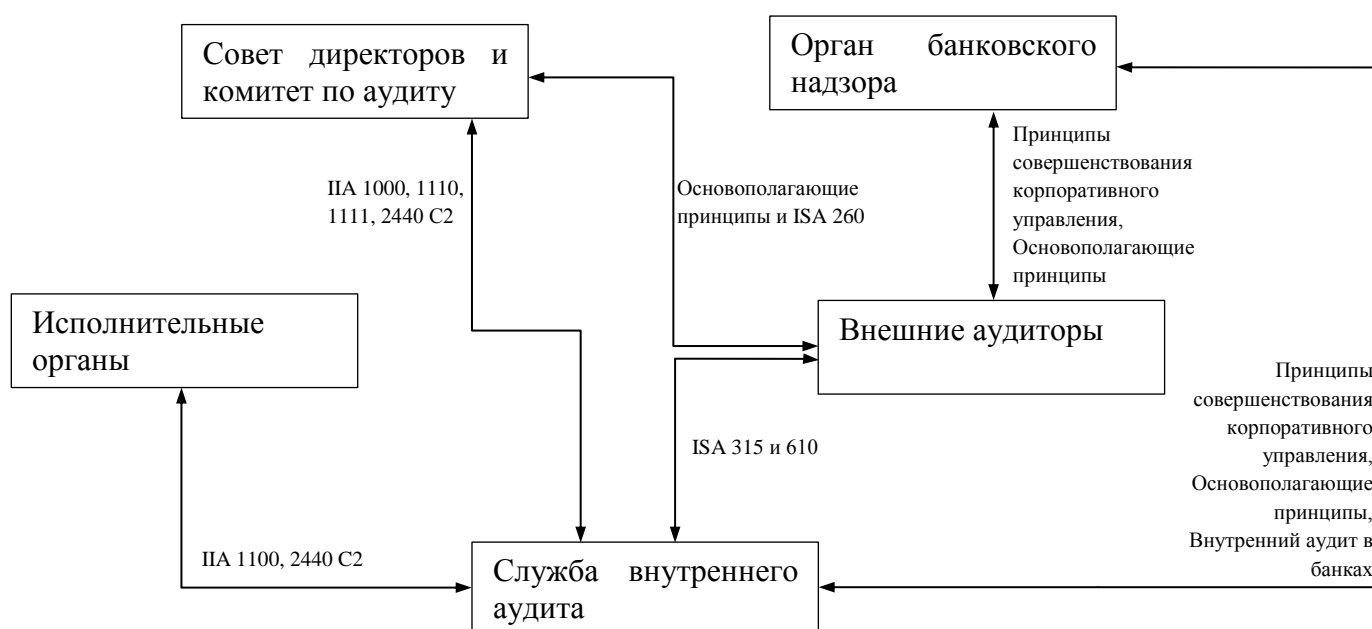 Совет директоров и
комитет по аудиту
Орган банковского
надзора
Принципы
совершенствования
корпоративного
управления,
Основополагающие
принципы
IIA 1000, 1110,
1111, 2440 C2
Основополагающие
принципы и ISA 260
Исполнительные
органы
Внешние аудиторы
Принципы
совершенствования
корпоративного
управления,
Основополагающие
принципы,
Внутренний аудит в
банках
ISA 315 и 610
IIA 1100, 2440 C2
Служба внутреннего
аудита